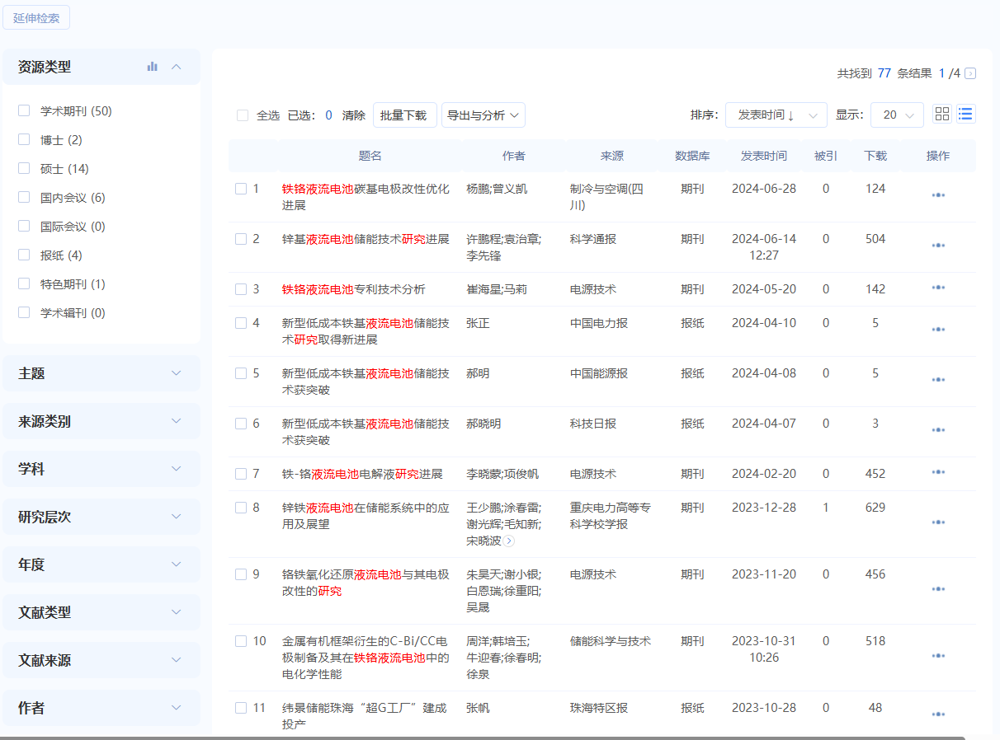 延伸检索
资源类型
学术期刊 (50)
博士 (2)
硕士 (14)
国内会议 (6)
国际会议 (0)
报纸 (4)
特色期刊 (1)
学术辑刊 (0)
主题
来源类别
学科
研究层次
年度
文献类型
文献来源
作者
共找到 77 条结果 1 /4
全选 已选： 0 清除 批量下载 导出与分析 排序： 发表时间↓ 显示： 20
题名 作者 来源 数据库 发表时间 被引 下载 操作
1 铁铬液流电池碳基电极改性优化 杨鹏;曾义凯 制冷与空调(四 期刊 2024-06-28 0 124
进展 川)
2 锌基液流电池储能技术研究进展 许鹏程;袁治章; 科学通报 期刊 2024-06-14 0 504
李先锋 12:27
3 铁铬液流电池专利技术分析 崔海星;马莉 电源技术 期刊 2024-05-20 0 142
4 新型低成本铁基液流电池储能技 张正 中国电力报 报纸 2024-04-10 0 5
术研究取得新进展
5 新型低成本铁基液流电池储能技 郝明 中国能源报 报纸 2024-04-08 0 5
术获突破
6 新型低成本铁基液流电池储能技 郝晓明 科技日报 报纸 2024-04-07 0 3
术获突破
7 铁-铬液流电池电解液研究进展 李晓蒙;项俊帆 电源技术 期刊 2024-02-20 0 452
8 锌铁液流电池在储能系统中的应 王少鹏;涂春雷; 重庆电力高等专 期刊 2023-12-28 1 629
用及展望 谢光辉;毛知新; 科学校学报
宋晓波
9 铬铁氧化还原液流电池与其电极 朱昊天;谢小银; 电源技术 期刊 2023-11-20 0 456
改性的研究 白恩瑞;徐重阳;
吴晟
10 金属有机框架衍生的C-Bi/CC电 周洋;韩培玉; 储能科学与技术 期刊 2023-10-31 0 518
极制备及其在铁铬液流电池中的 牛迎春;徐春明; 10:26
电化学性能 徐泉
11 纬景储能珠海“超G工厂”建成 张帆 珠海特区报 报纸 2023-10-28 0 48
投产